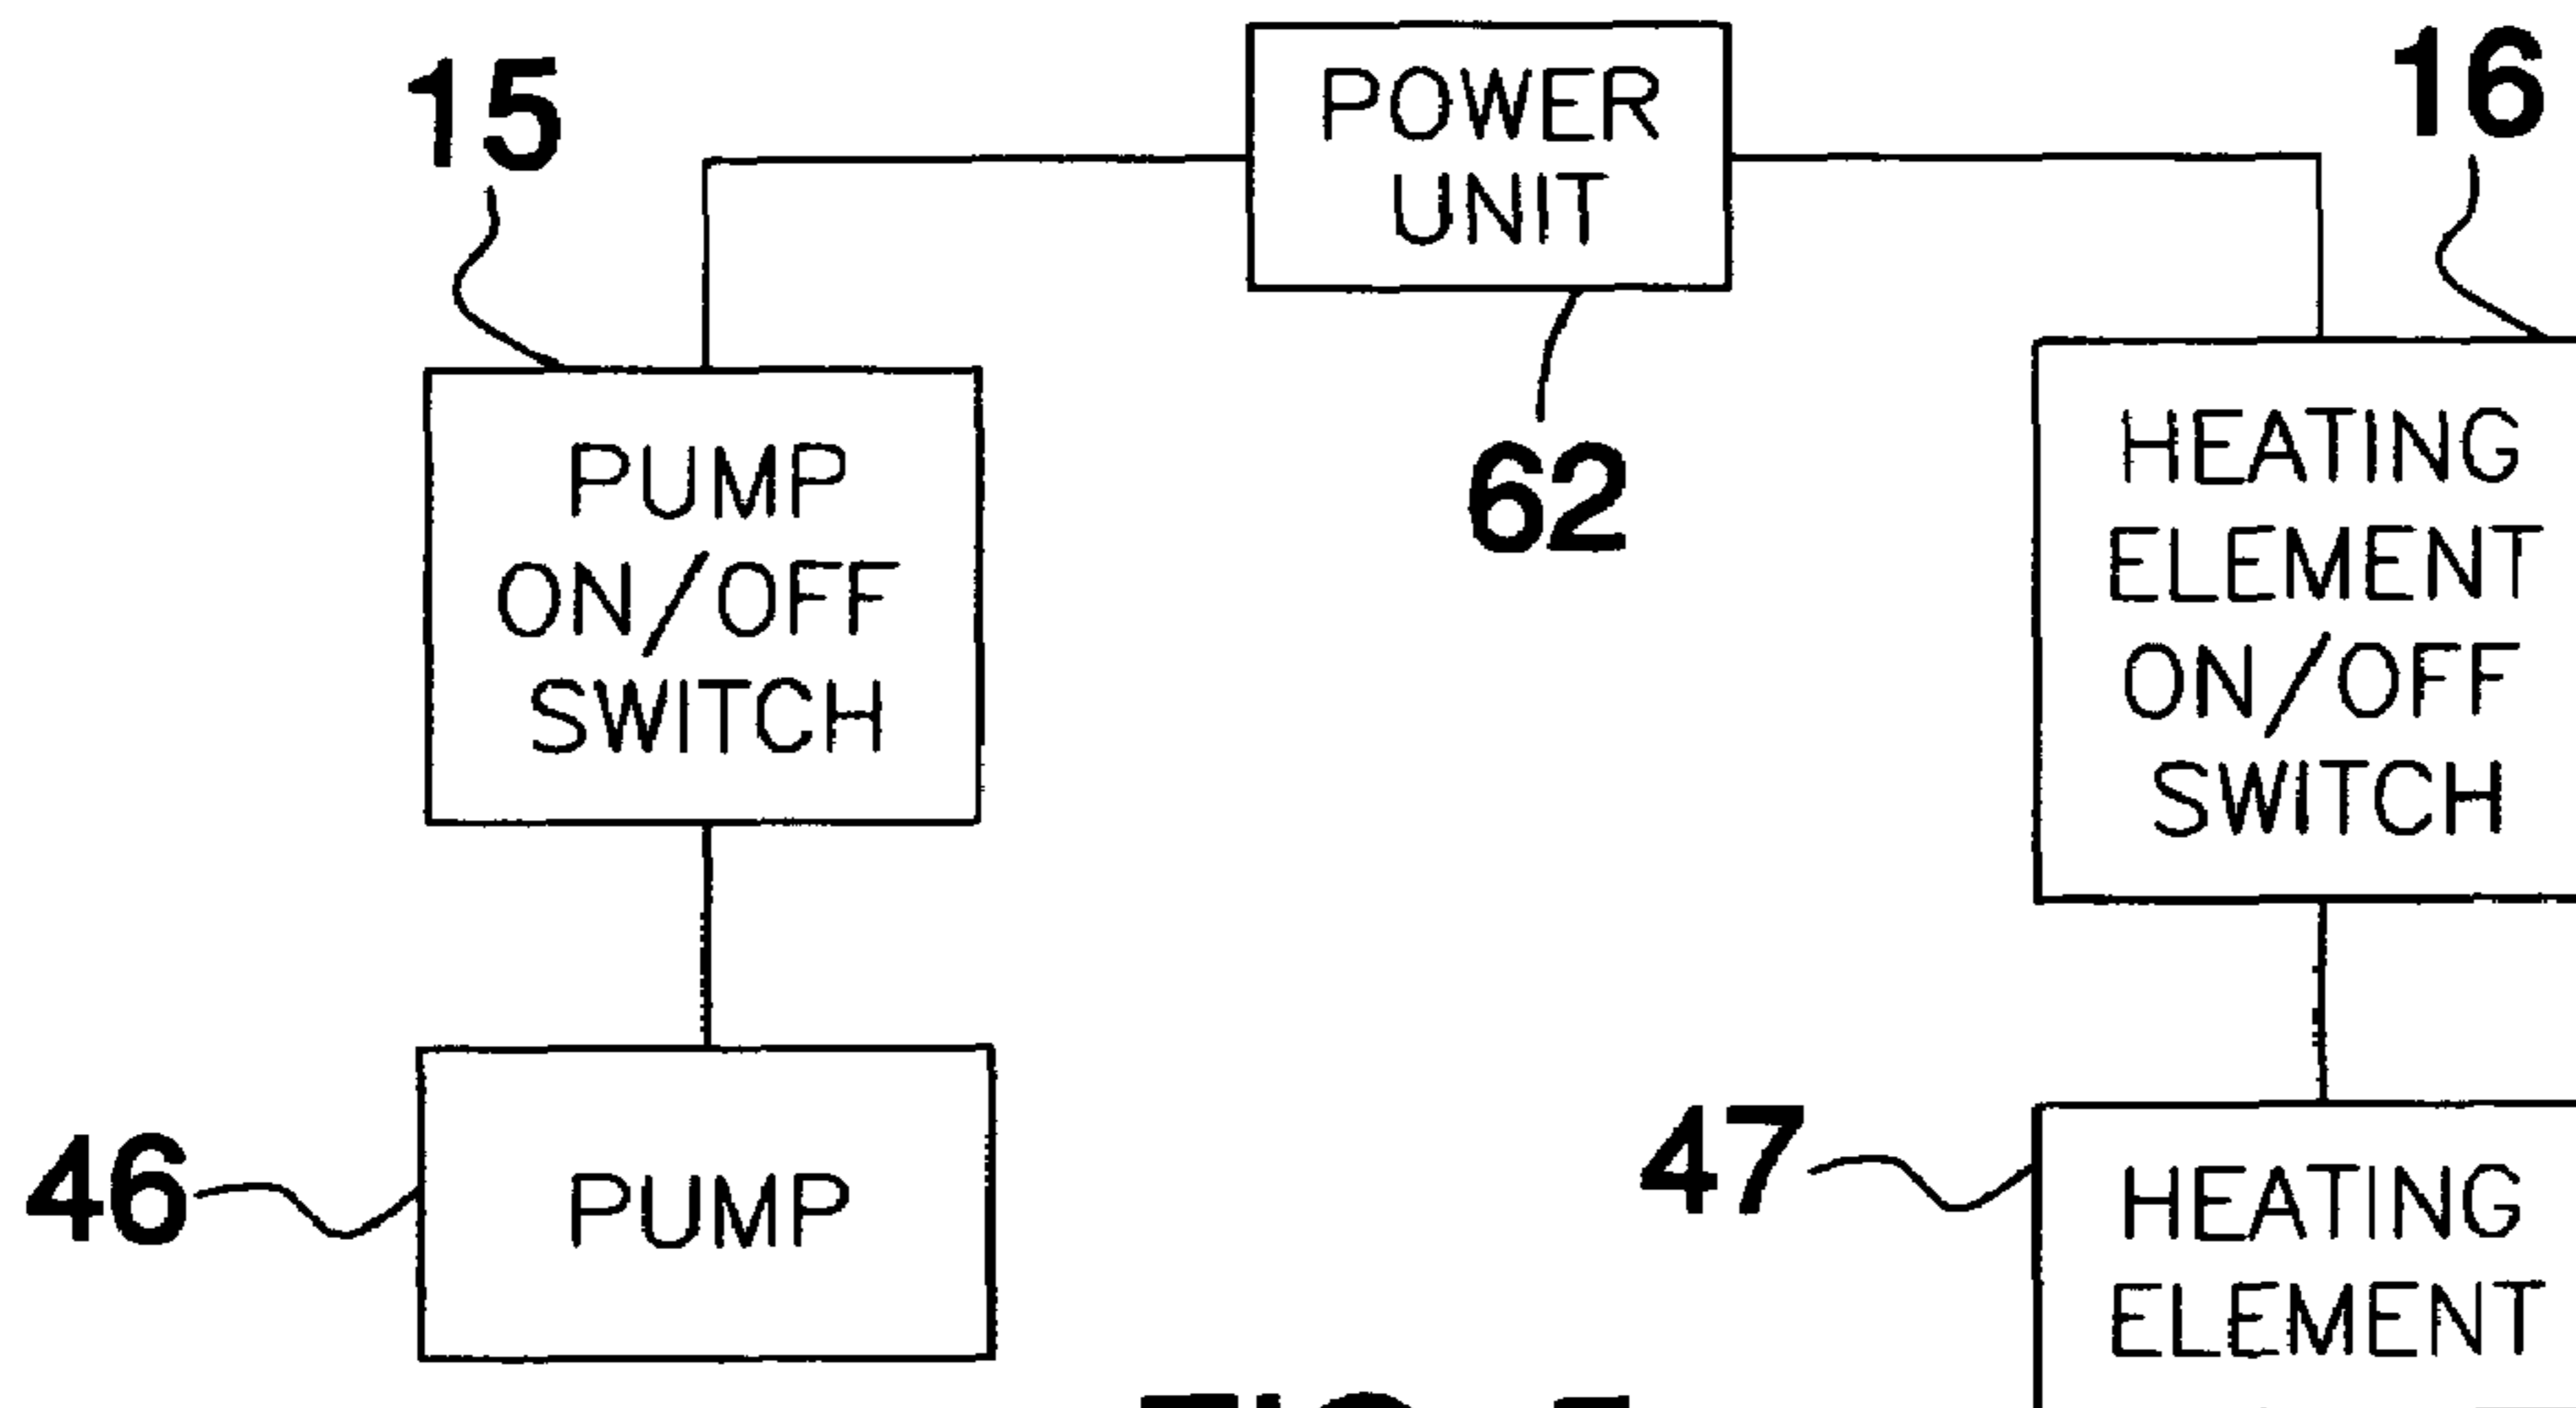 15
POWER
UNIT
16
62
PUMP
ON/OFF
SWITCH
HEATING
ELEMENT
ON/OFF
SWITCH
46
PUMP
47
HEATING
ELEMENT